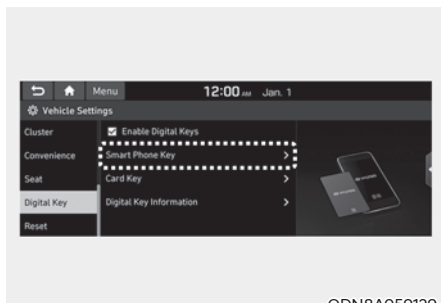 Menu 12:00 AM Jan. 1
Vehicle Settings
Cluster
Enable Digital Keys
Convenience
Smart Phone Key
Seat
Card Key
Digital Key
Digital Key Information
Reset